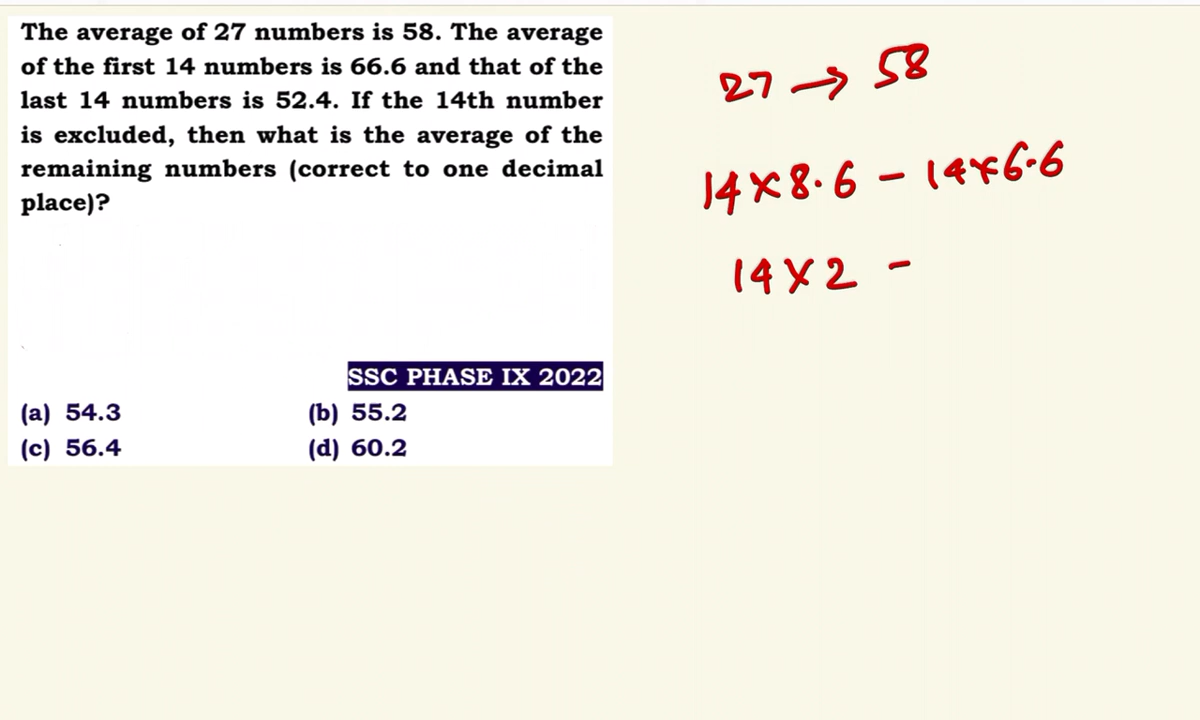 The average of 27 numbers is 58. The average
of the first 14 numbers is 66.6 and that of the
last 14 numbers is 52.4. If the 14th number
is excluded, then what is the average of the
remaining numbers (correct to one decimal
place)?
SSC PHASE IX 2022
(a) 54.3 (b) 55.2
(c) 56.4 (d) 60.2
27 → 58
14×8.6 - 14×6.6
14×2 -